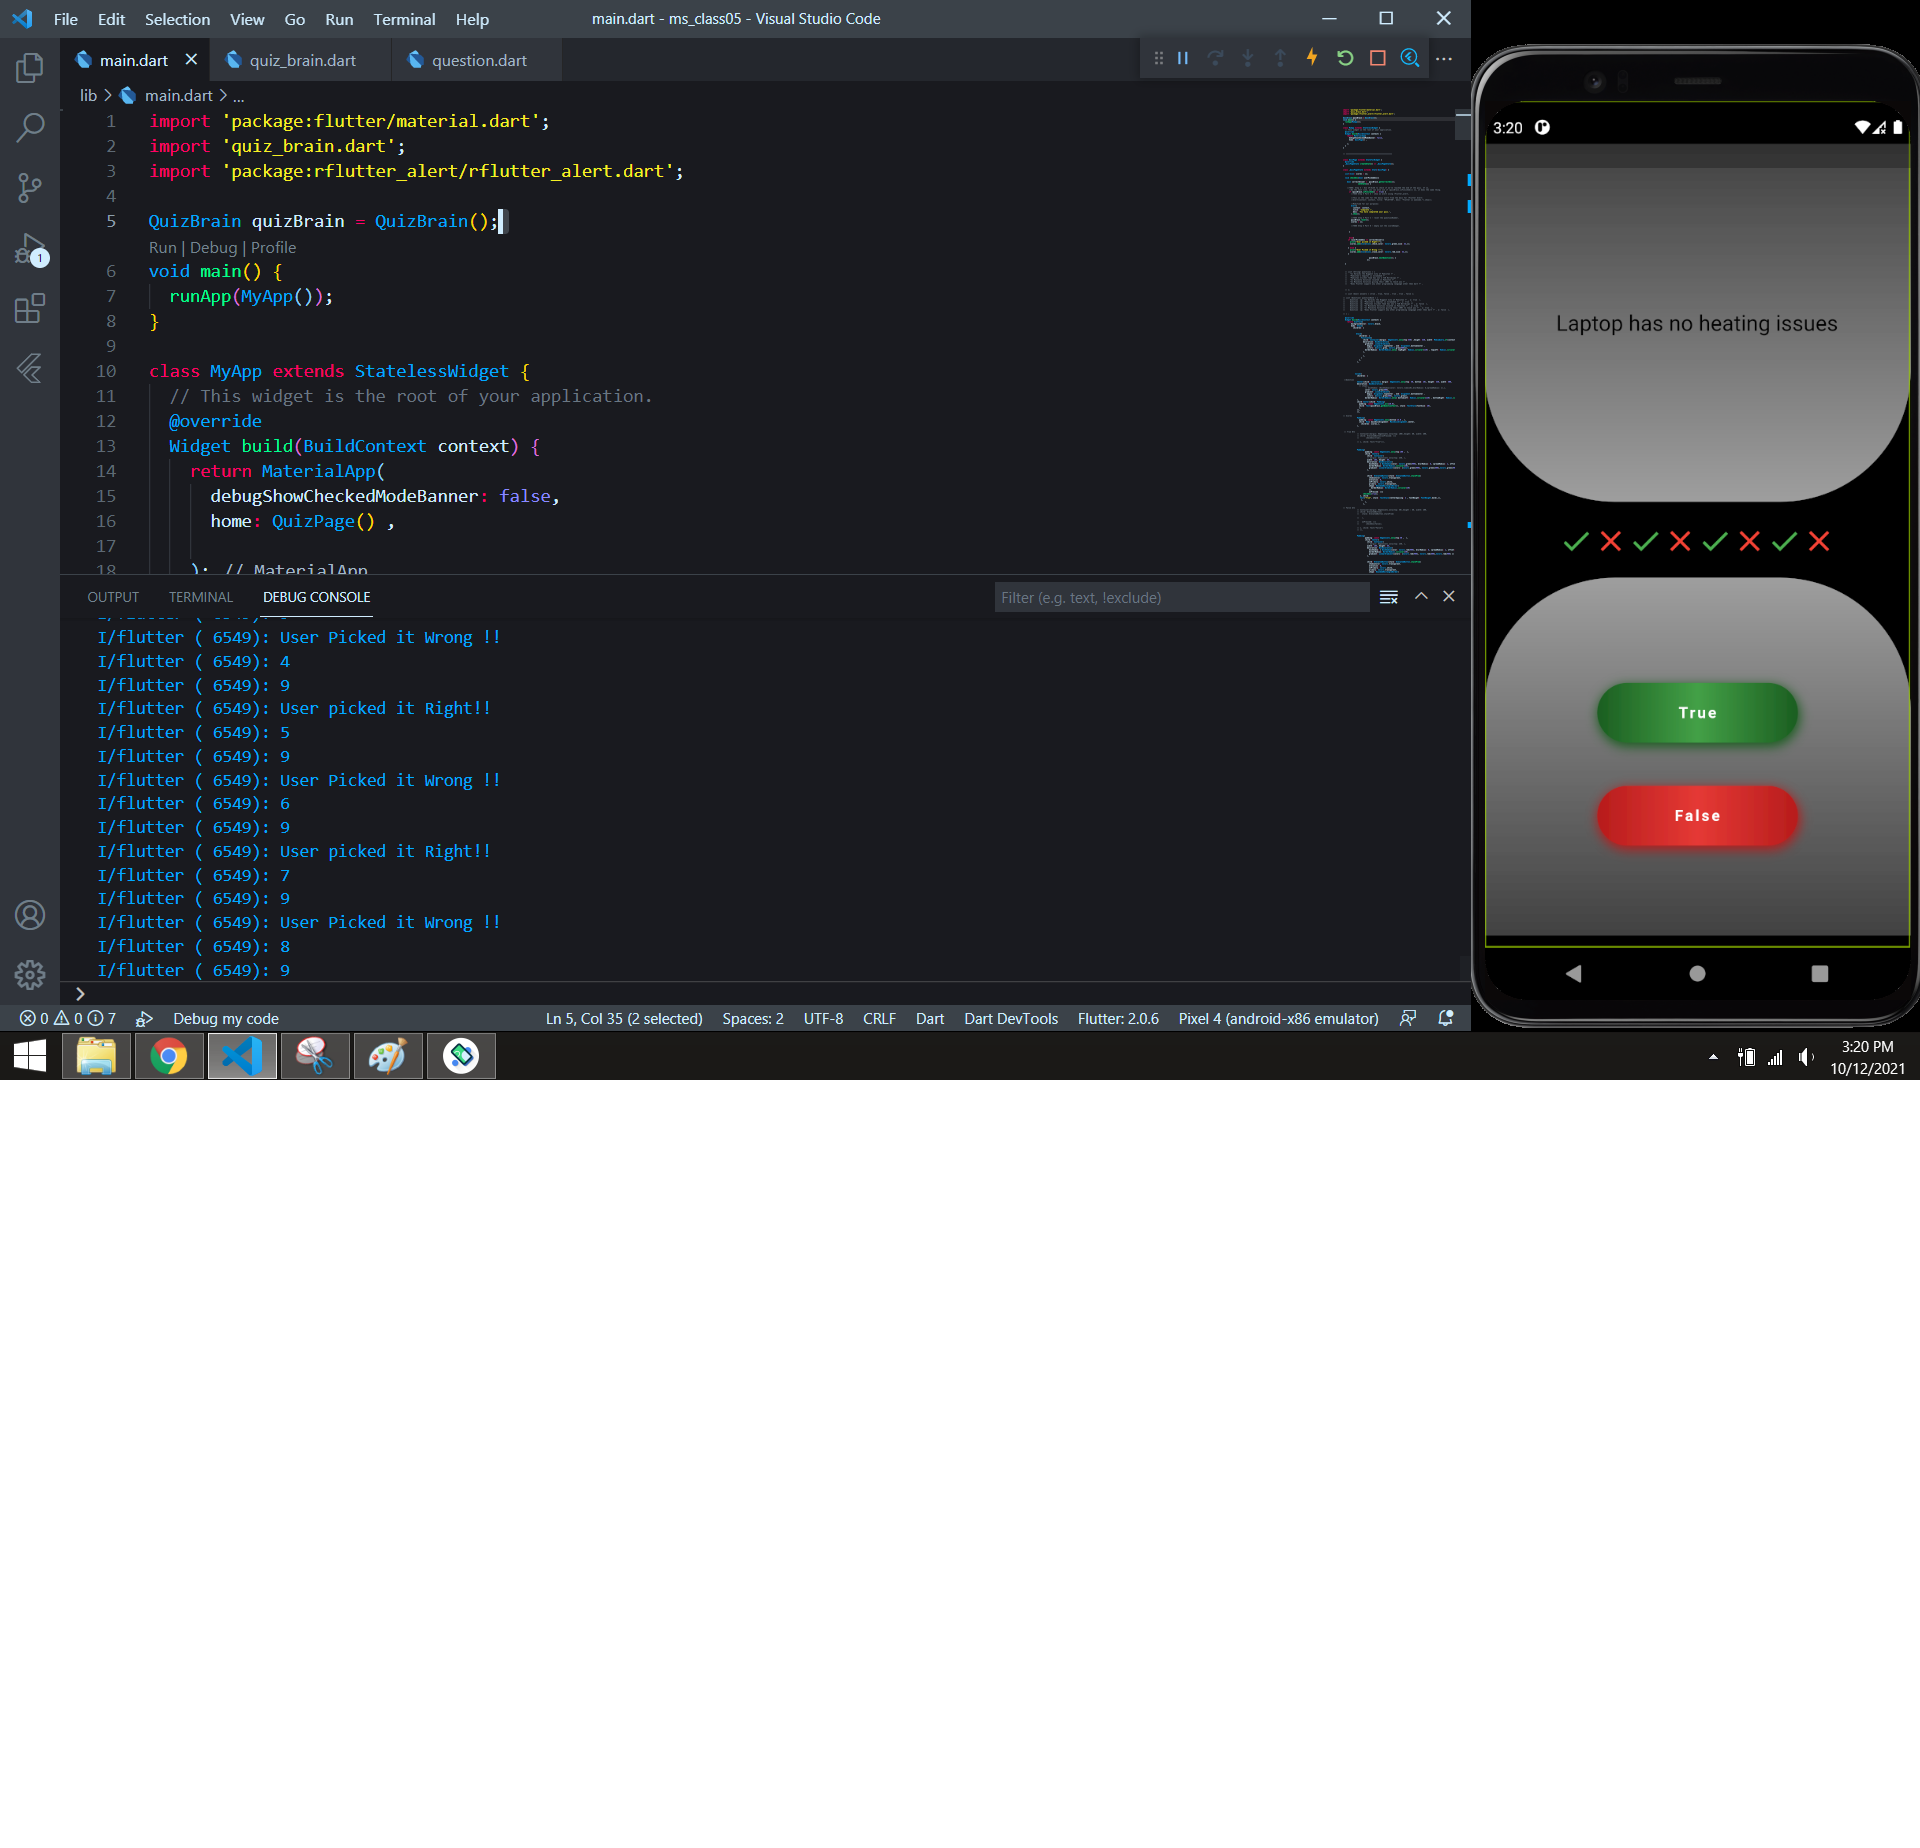 File Edit Selection View Go Run Terminal Help
main.dart - ms_class05 - Visual Studio Code
main.dart
quiz_brain.dart
question.dart
lib > main.dart > ...
1 import 'package:flutter/material.dart';
2 import 'quiz_brain.dart';
3 import 'package:rflutter_alert/rflutter_alert.dart';
4
5 QuizBrain quizBrain = QuizBrain();
Run | Debug | Profile
6 void main() {
7 runApp(MyApp());
8 }
9
10 class MyApp extends StatelessWidget {
11 // This widget is the root of your application.
12 @override
13 Widget build(BuildContext context) {
14 return MaterialApp(
15 debugShowCheckedModeBanner: false,
16 home: QuizPage() ,
17
18 ); // MaterialApp
1
OUTPUT TERMINAL DEBUG CONSOLE
Filter (e.g. text, !exclude)
I/flutter ( 6549): User Picked it Wrong !!
I/flutter ( 6549): 4
I/flutter ( 6549): 9
I/flutter ( 6549): User picked it Right!!
I/flutter ( 6549): 5
I/flutter ( 6549): 9
I/flutter ( 6549): User Picked it Wrong !!
I/flutter ( 6549): 6
I/flutter ( 6549): 9
I/flutter ( 6549): User picked it Right!!
I/flutter ( 6549): 7
I/flutter ( 6549): 9
I/flutter ( 6549): User Picked it Wrong !!
I/flutter ( 6549): 8
I/flutter ( 6549): 9
0 0 7 Debug my code
Ln 5, Col 35 (2 selected) Spaces: 2 UTF-8 CRLF Dart Dart DevTools Flutter: 2.0.6 Pixel 4 (android-x86 emulator)
3:20
Laptop has no heating issues
True
False
3:20 PM
10/12/2021